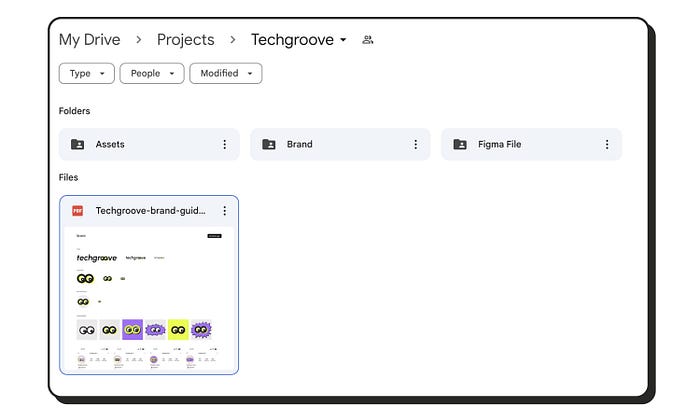 My Drive > Projects > Techgroove
Type People Modified
Folders
Assets Brand Figma File
Files
PDF Techgroove-brand-guid...
techgroove techgroove